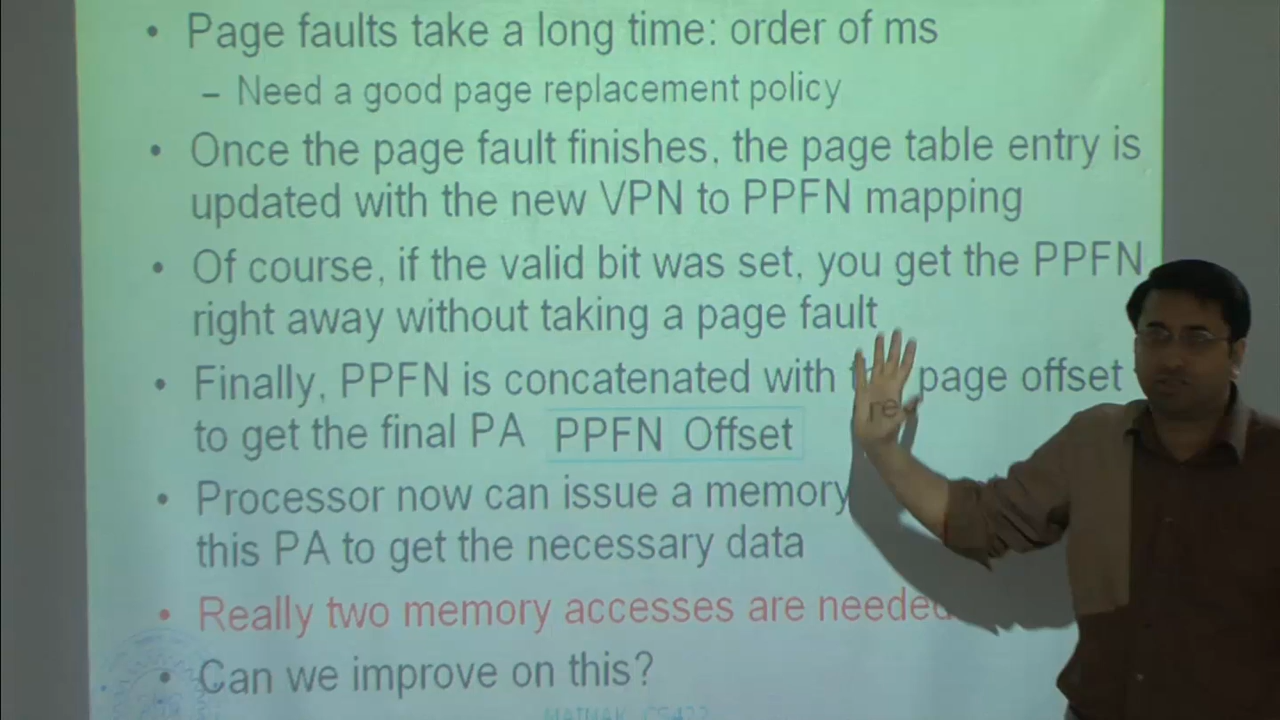 • Page faults take a long time: order of ms
– Need a good page replacement policy
• Once the page fault finishes, the page table entry is
updated with the new VPN to PPFN mapping
• Of course, if the valid bit was set, you get the PPFN
right away without taking a page fault
• Finally, PPFN is concatenated with page offset
to get the final PA PPFN Offset
• Processor now can issue a memory
this PA to get the necessary data
• Really two memory accesses are needed
• Can we improve on this?